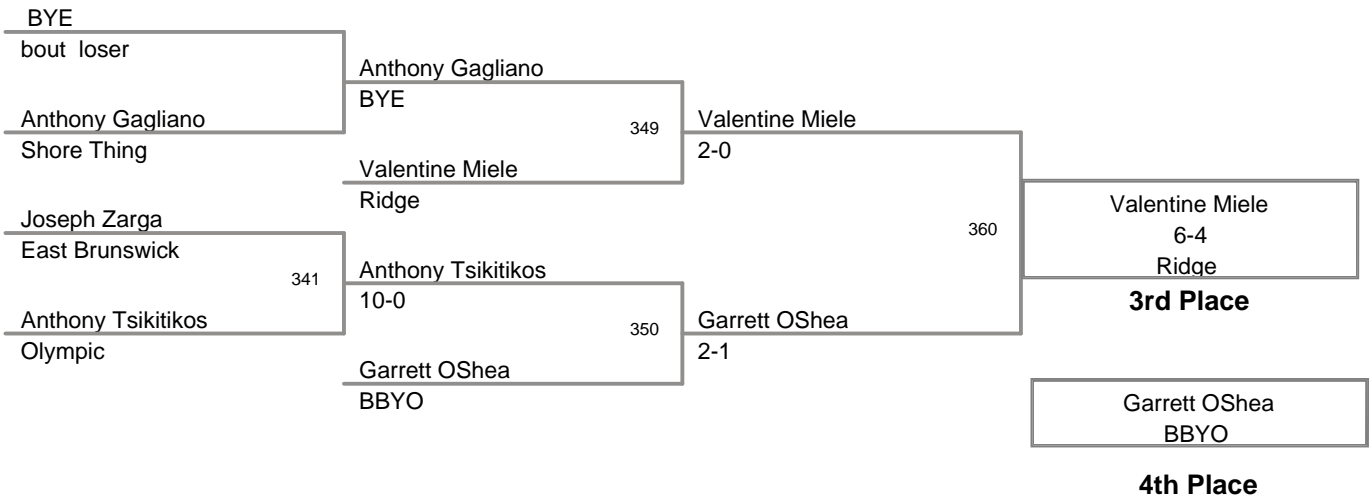 BYE
bout loser
Anthony Gagliano
Shore Thing
Joseph Zarga
East Brunswick
341
Anthony Tsikitikos
Olympic
Anthony Gagliano
BYE
349
Valentine Miele
Ridge
Anthony Tsikitikos
10-0
350
Garrett OShea
BBYO
Valentine Miele
2-0
360
Garrett OShea
2-1
Valentine Miele
6-4
Ridge
3rd Place
Garrett OShea
BBYO
4th Place